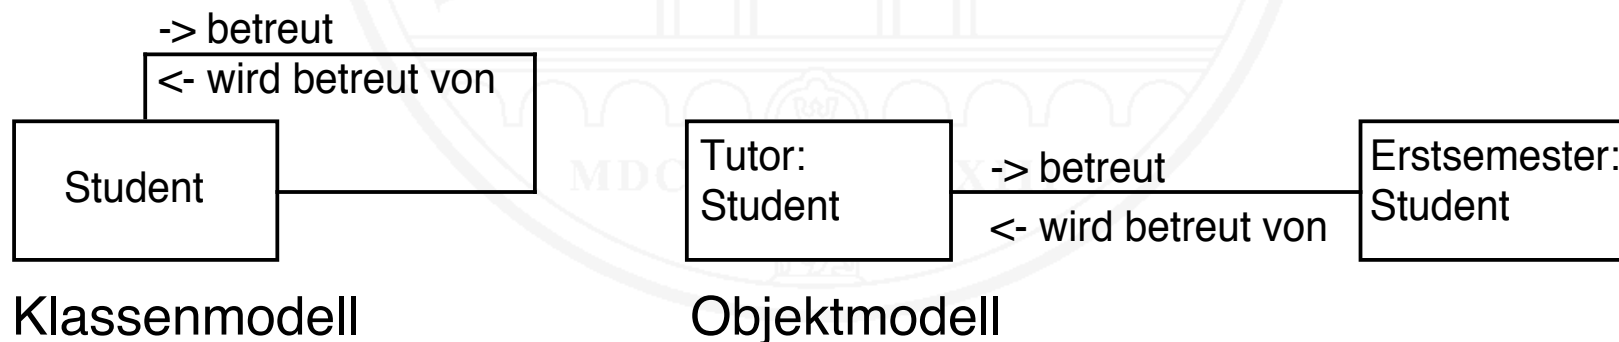 -> betreut
<- wird betreut von
Student
Klassenmodell
Tutor:
Student
-> betreut
<- wird betreut von
Erstsemester:
Student
Objektmodell